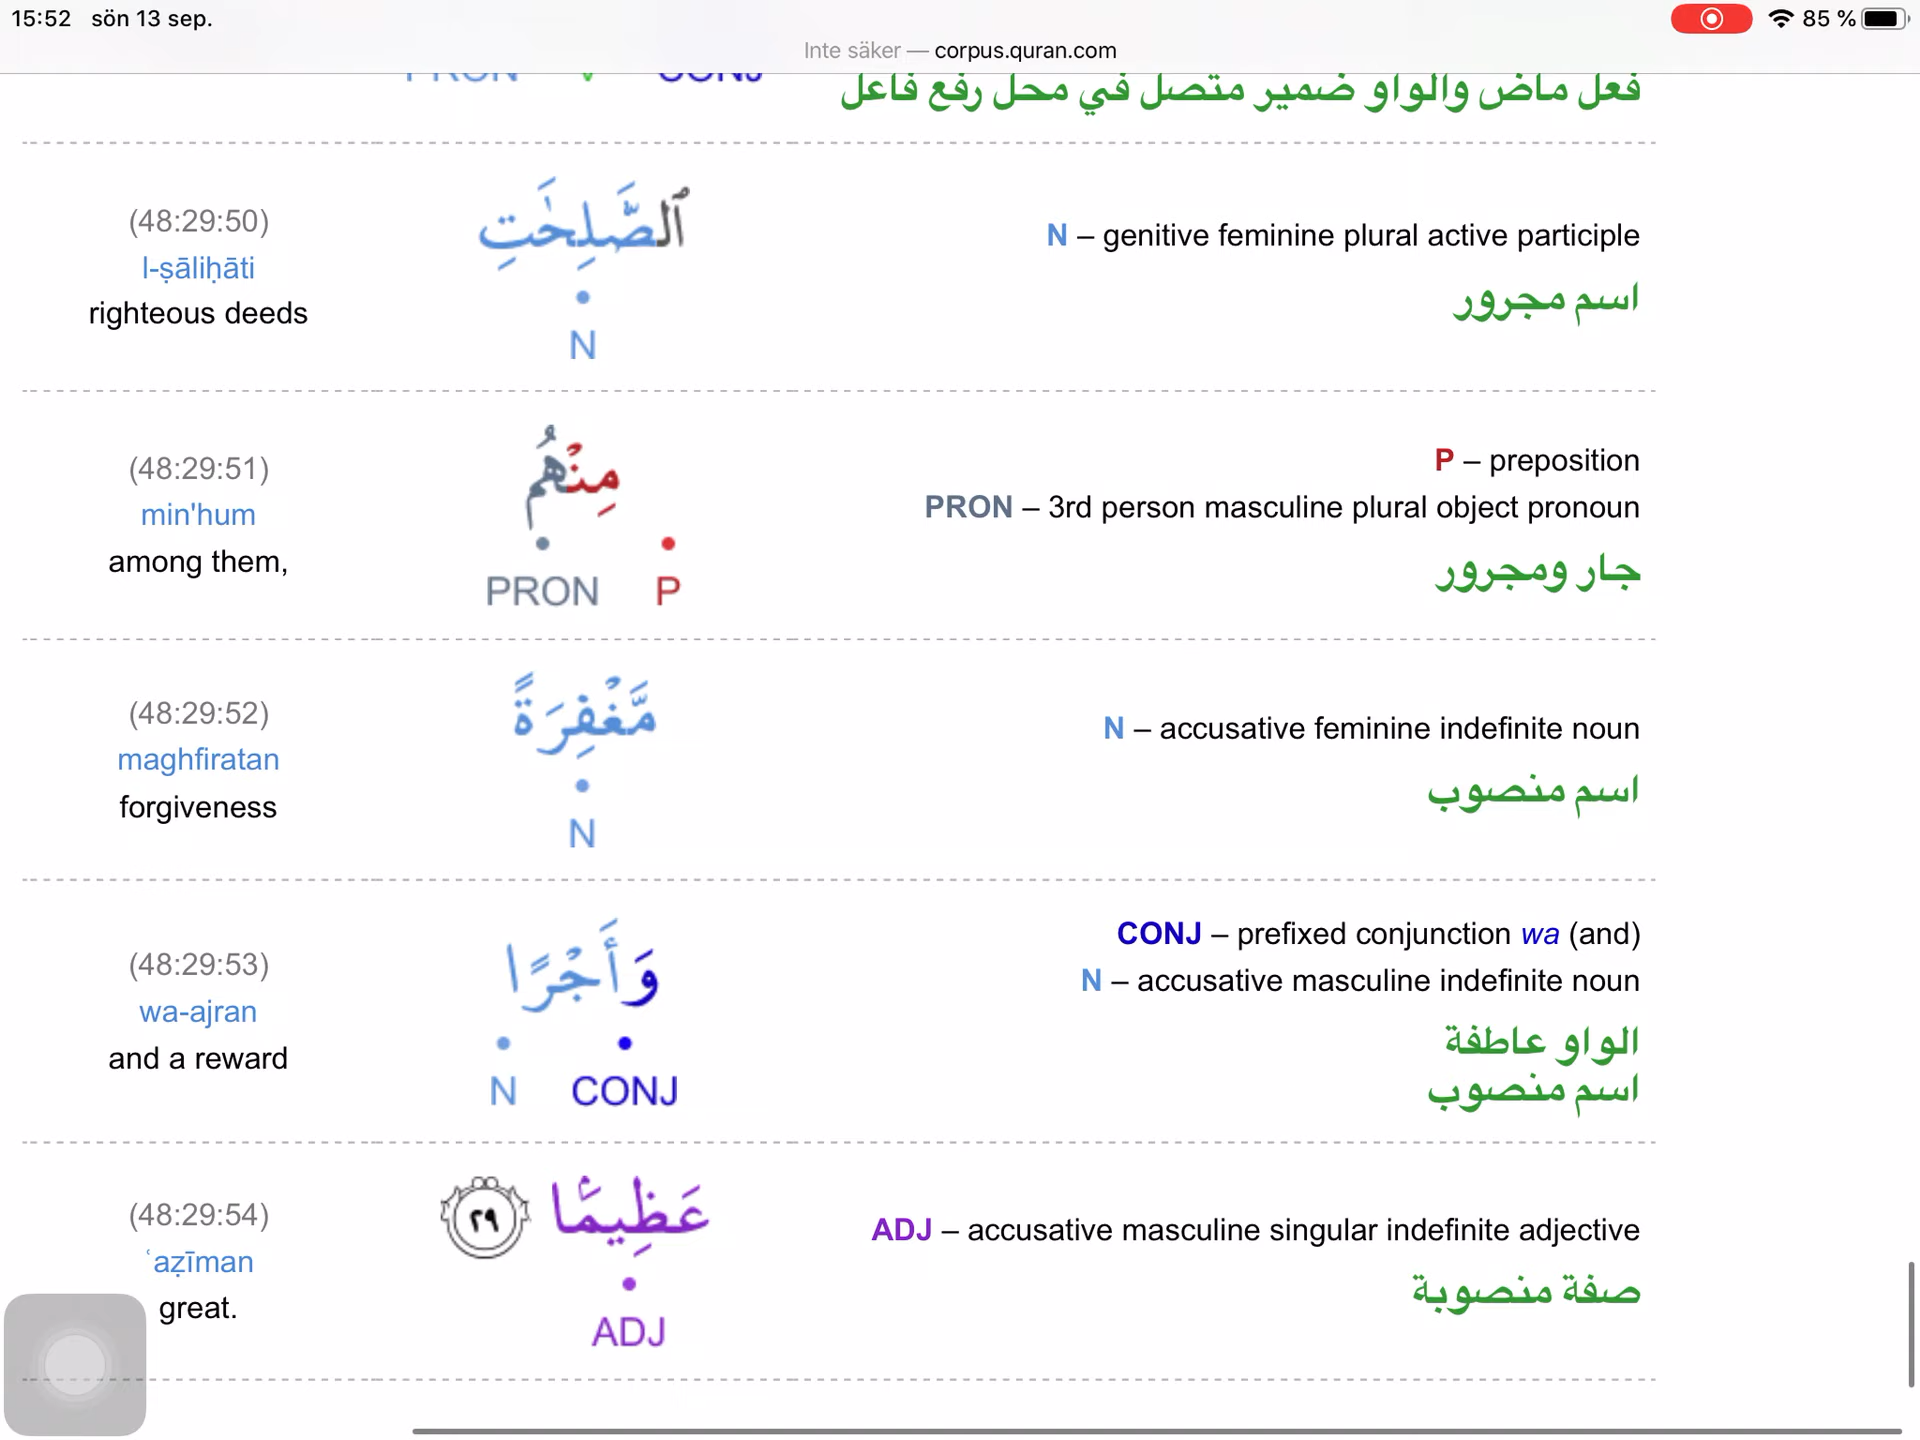 15:52 sön 13 sep.
85 %
Inte säker — corpus.quran.com
PRON V CONJ
فعل ماض والواو ضمير متصل في محل رفع فاعل
(48:29:50)
l-ṣāliḥāti
righteous deeds
ٱلصَّـٰلِحَـٰتِ
N
N – genitive feminine plural active participle
اسم مجرور
(48:29:51)
min'hum
among them,
مِنْهُم
PRON P
P – preposition
PRON – 3rd person masculine plural object pronoun
جار ومجرور
(48:29:52)
maghfiratan
forgiveness
مَّغْفِرَةً
N
N – accusative feminine indefinite noun
اسم منصوب
(48:29:53)
wa-ajran
and a reward
وَأَجْرًا
N CONJ
CONJ – prefixed conjunction wa (and)
N – accusative masculine indefinite noun
الواو عاطفة
اسم منصوب
(48:29:54)
ʿaẓīman
great.
عَظِيمًۢا ٢٩
ADJ
ADJ – accusative masculine singular indefinite adjective
صفة منصوبة